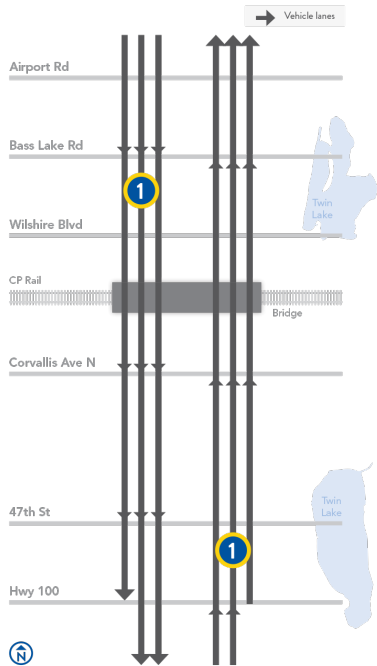 Vehicle lanes
Airport Rd
Bass Lake Rd
1
Twin
Lake
Wilshire Blvd
CP Rail
Bridge
Corvallis Ave N
Twin
Lake
47th St
1
Hwy 100
N